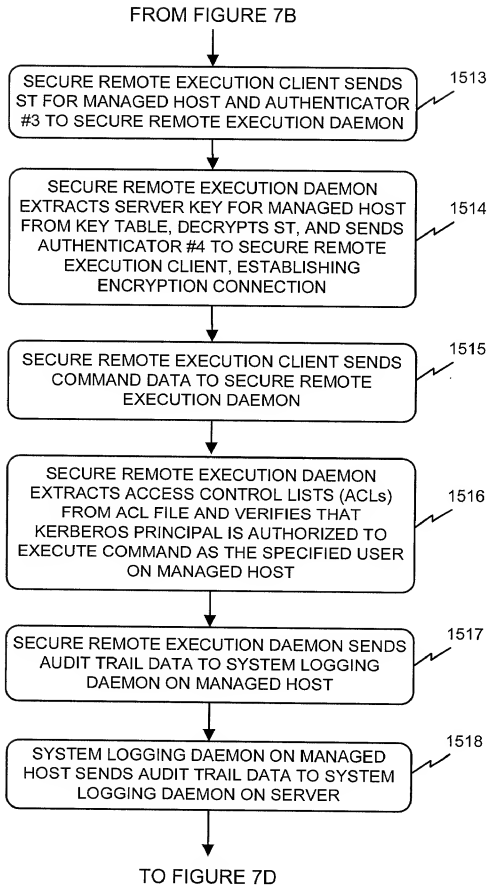 FROM FIGURE 7B
SECURE REMOTE EXECUTION CLIENT SENDS
ST FOR MANAGED HOST AND AUTHENTICATOR
#3 TO SECURE REMOTE EXECUTION DAEMON
1513
SECURE REMOTE EXECUTION DAEMON
EXTRACTS SERVER KEY FOR MANAGED HOST
FROM KEY TABLE, DECRYPTS ST, AND SENDS
AUTHENTICATOR #4 TO SECURE REMOTE
EXECUTION CLIENT, ESTABLISHING
ENCRYPTION CONNECTION
1514
SECURE REMOTE EXECUTION CLIENT SENDS
COMMAND DATA TO SECURE REMOTE
EXECUTION DAEMON
1515
SECURE REMOTE EXECUTION DAEMON
EXTRACTS ACCESS CONTROL LISTS (ACLs)
FROM ACL FILE AND VERIFIES THAT
KERBEROS PRINCIPAL IS AUTHORIZED TO
EXECUTE COMMAND AS THE SPECIFIED USER
ON MANAGED HOST
1516
SECURE REMOTE EXECUTION DAEMON SENDS
AUDIT TRAIL DATA TO SYSTEM LOGGING
DAEMON ON MANAGED HOST
1517
SYSTEM LOGGING DAEMON ON MANAGED
HOST SENDS AUDIT TRAIL DATA TO SYSTEM
LOGGING DAEMON ON SERVER
1518
TO FIGURE 7D